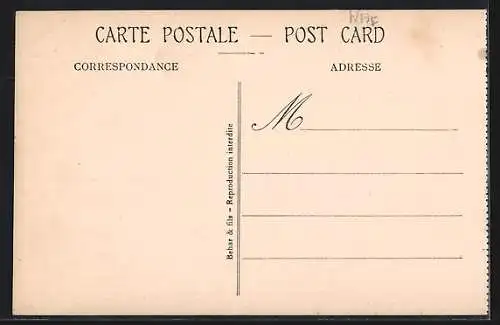 CARTE POSTALE — POST CARD
CORRESPONDANCE
ADRESSE
M
Behar & fils – Reproduction interdite